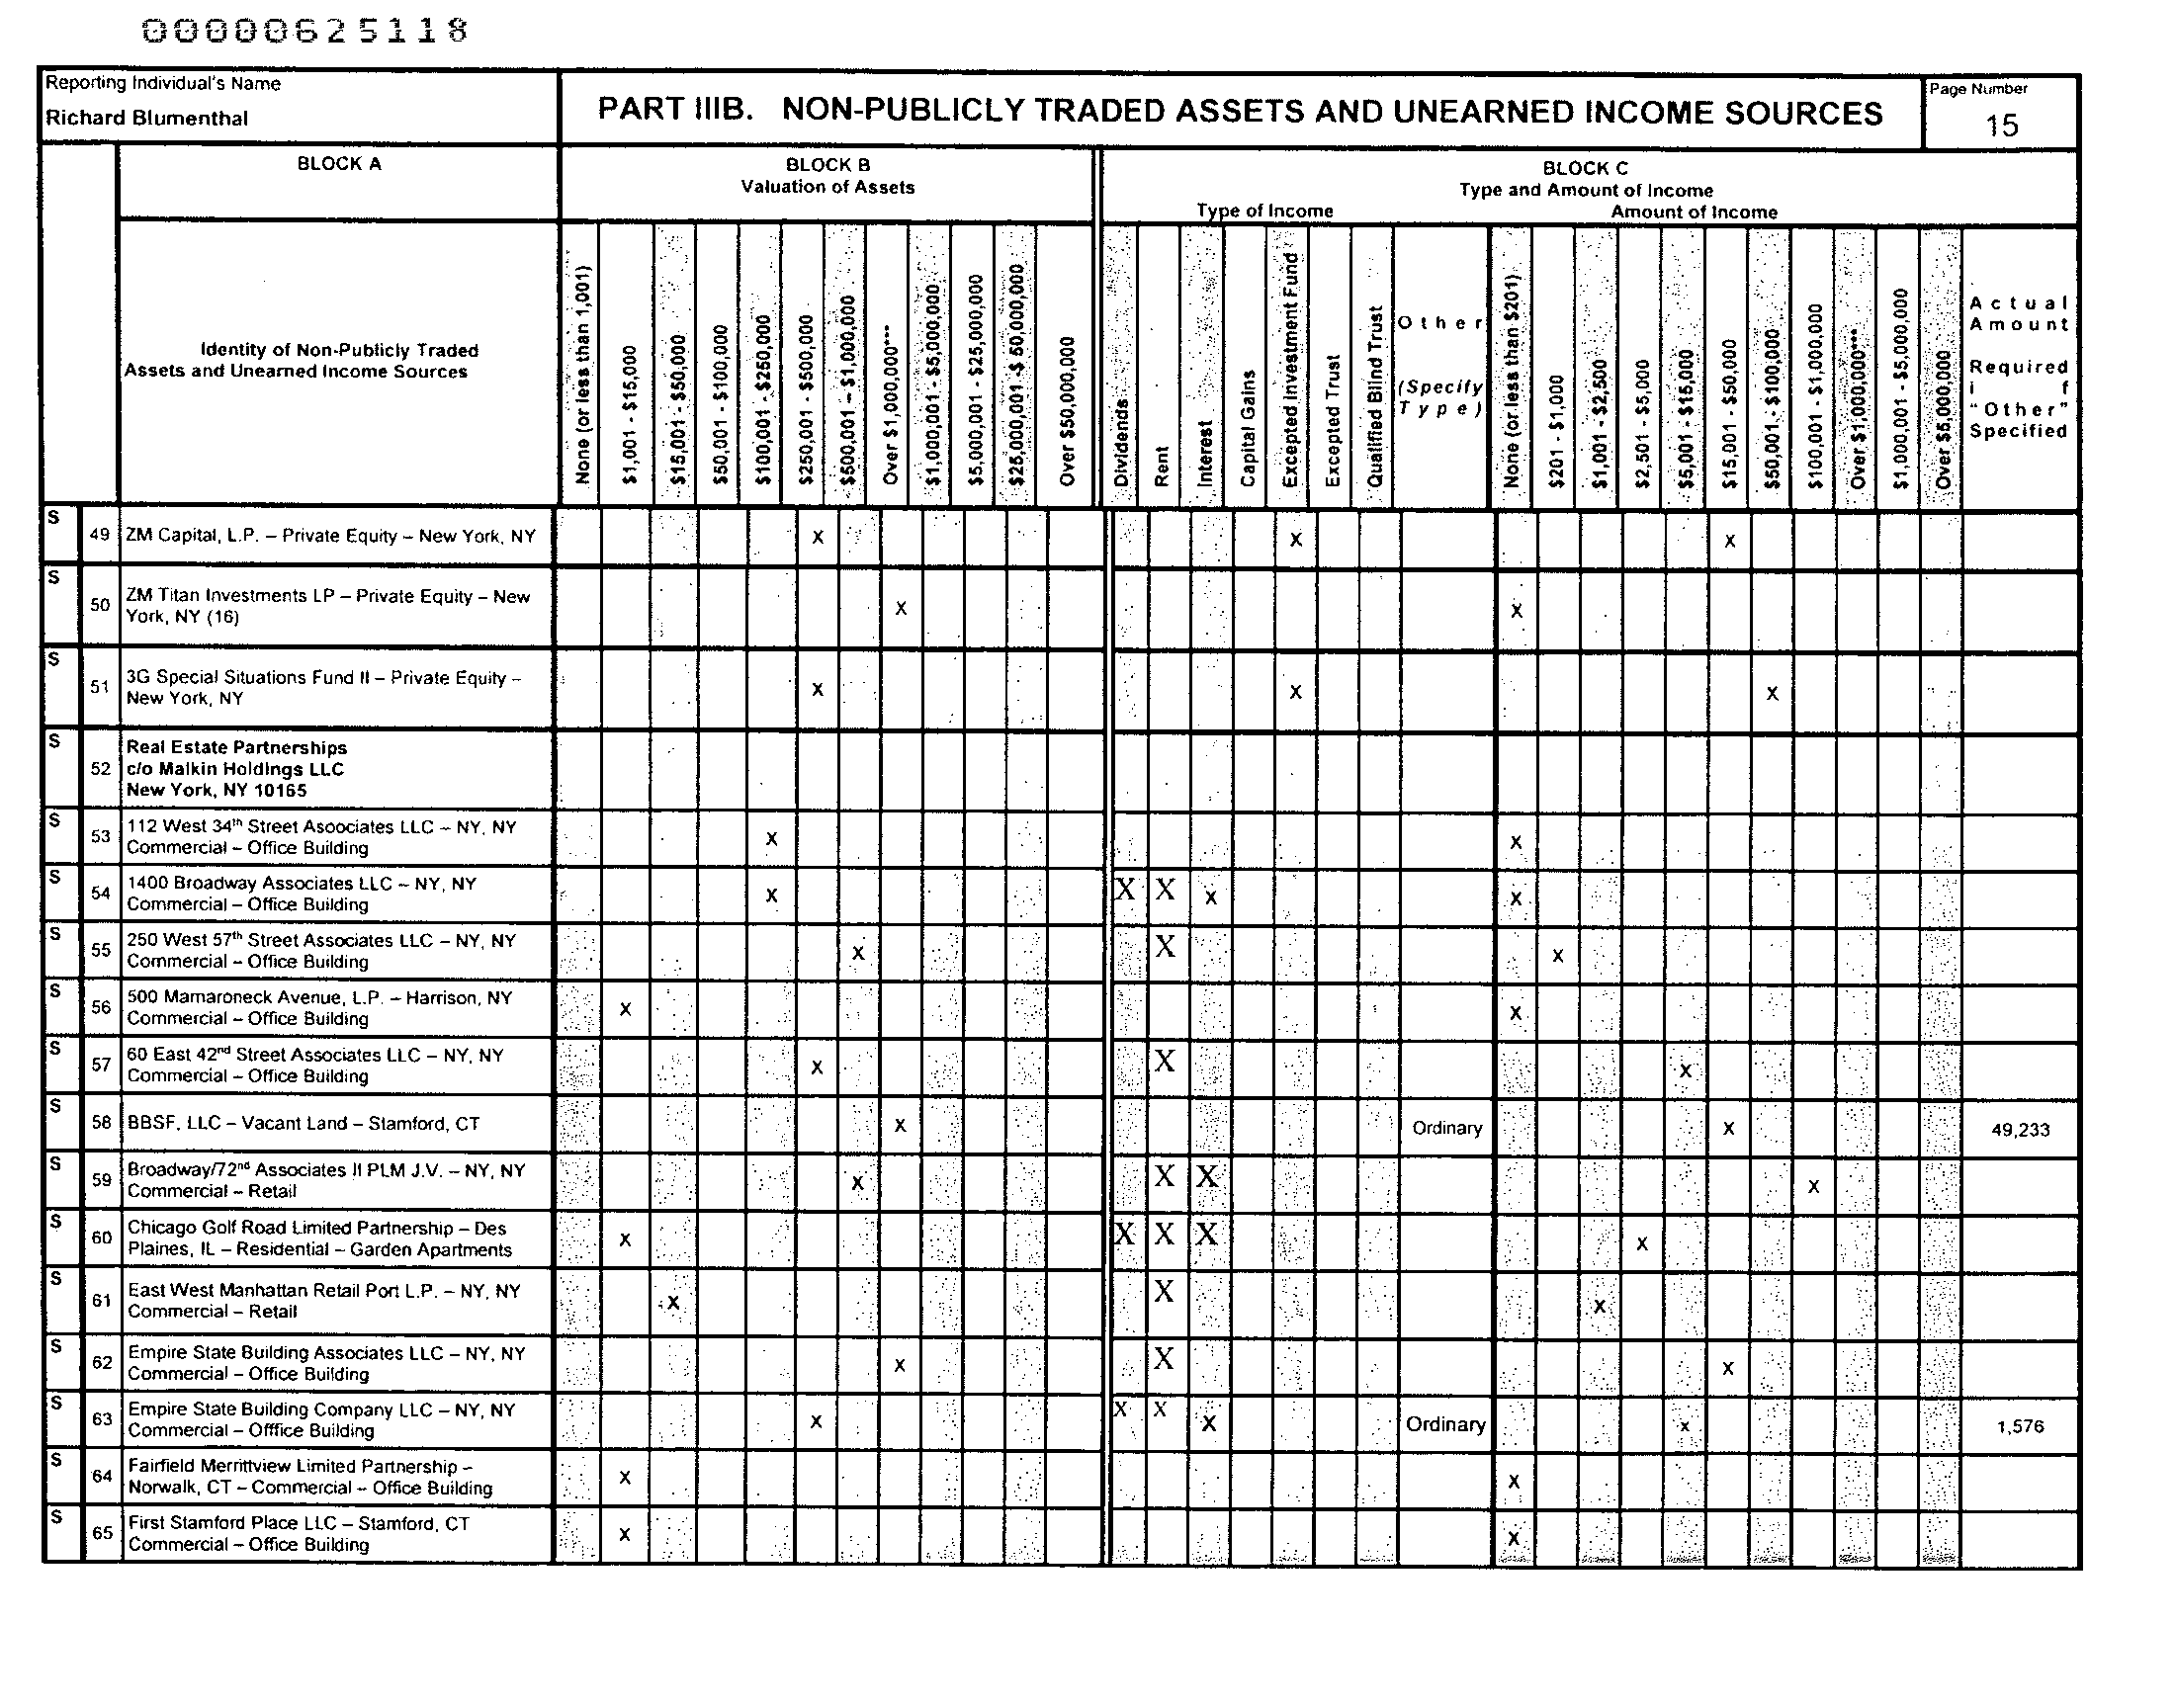 00000625118
Reporting Individual's Name
Richard Blumenthal
PART IIIB. NON-PUBLICLY TRADED ASSETS AND UNEARNED INCOME SOURCES
Page Number
15
BLOCK A
BLOCK B
Valuation of Assets
BLOCK C
Type and Amount of Income
Type of Income
Amount of Income
Identity of Non-Publicly Traded
Assets and Unearned Income Sources
None (or less than 1,001)
$1,001 - $15,000
$15,001 - $50,000
$50,001 - $100,000
$100,001 - $250,000
$250,001 - $500,000
$500,001 – $1,000,000
Over $1,000,000***
$1,000,001 - $5,000,000
$5,000,001 - $25,000,000
$25,000,001 -$ 50,000,000
Over $50,000,000
Dividends
Rent
Interest
Capital Gains
Excepted Investment Fund
Excepted Trust
Qualified Blind Trust
Other
(Specify
Type)
None (or less than $201)
$201 - $1,000
$1,001 - $2,500
$2,501 - $5,000
$5,001 - $15,000
$15,001 - $50,000
$50,001 - $100,000
$100,001 - $1,000,000
Over $1,000,000***
$1,000,001 - $5,000,000
Over $5,000,000
Actual
Amount
Required
i f
"Other"
Specified
S 49 ZM Capital, L.P. – Private Equity – New York, NY X X X
S 50 ZM Titan Investments LP – Private Equity – New
York, NY (16) X X
S 51 3G Special Situations Fund II – Private Equity –
New York, NY X X X
S 52 Real Estate Partnerships
c/o Malkin Holdings LLC
New York, NY 10165
S 53 112 West 34th Street Asoociates LLC – NY, NY
Commercial – Office Building X X
S 54 1400 Broadway Associates LLC – NY, NY
Commercial – Office Building X X X X X
S 55 250 West 57th Street Associates LLC – NY, NY
Commercial – Office Building X X X
S 56 500 Mamaroneck Avenue, L.P. – Harrison, NY
Commercial – Office Building X X
S 57 60 East 42nd Street Associates LLC – NY, NY
Commercial – Office Building X X X
S 58 BBSF, LLC – Vacant Land – Stamford, CT X Ordinary X 49,233
S 59 Broadway/72nd Associates II PLM J.V. – NY, NY
Commercial – Retail X X X X
S 60 Chicago Golf Road Limited Partnership – Des
Plaines, IL – Residential – Garden Apartments X X X X X
S 61 East West Manhattan Retail Port L.P. – NY, NY
Commercial – Retail X X X
S 62 Empire State Building Associates LLC – NY, NY
Commercial – Office Building X X X
S 63 Empire State Building Company LLC – NY, NY
Commercial – Offfice Building X X X X Ordinary X 1,576
S 64 Fairfield Merrittview Limited Partnership –
Norwalk, CT – Commercial – Office Building X X
S 65 First Stamford Place LLC – Stamford, CT
Commercial – Office Building X X